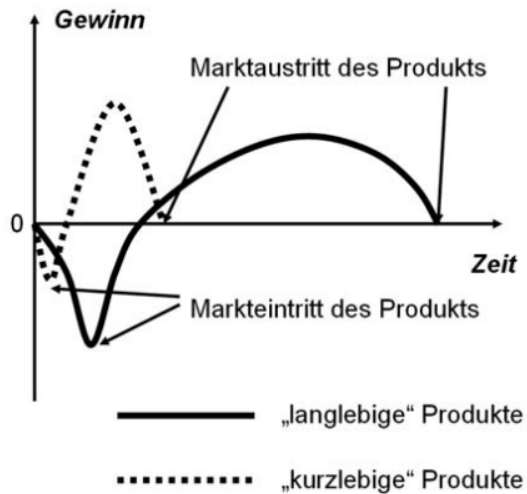 Gewinn
Marktaustritt des Produkts
0
Zeit
Markteintritt des Produkts
„langlebige“ Produkte
„kurzlebige“ Produkte